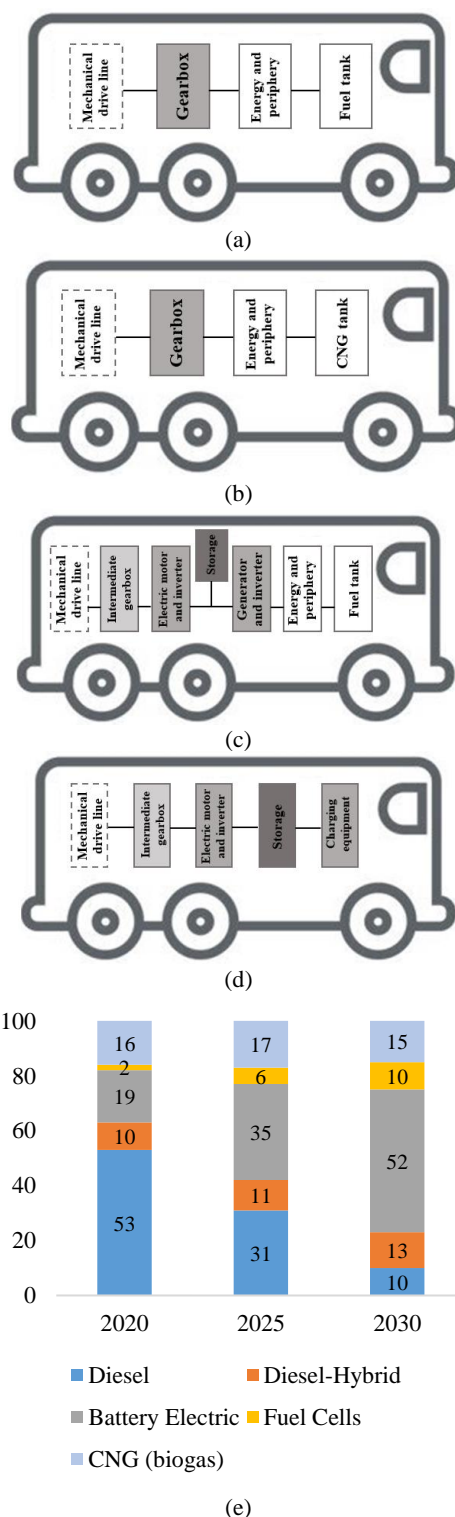 Mechanical
drive line
Gearbox
Energy and
periphery
Fuel tank
(a)
Mechanical
drive line
Gearbox
Energy and
periphery
CNG tank
(b)
Mechanical
drive line
Intermediate
gearbox
Electric motor
and inverter
Storage
Generator
and inverter
Energy and
periphery
Fuel tank
(c)
Mechanical
drive line
Intermediate
gearbox
Electric motor
and inverter
Storage
Charging
equipment
(d)
100
80
60
40
20
0
16
2
19
10
53
17
6
35
11
31
15
10
52
13
10
2020
2025
2030
Diesel
Diesel-Hybrid
Battery Electric
Fuel Cells
CNG (biogas)
(e)